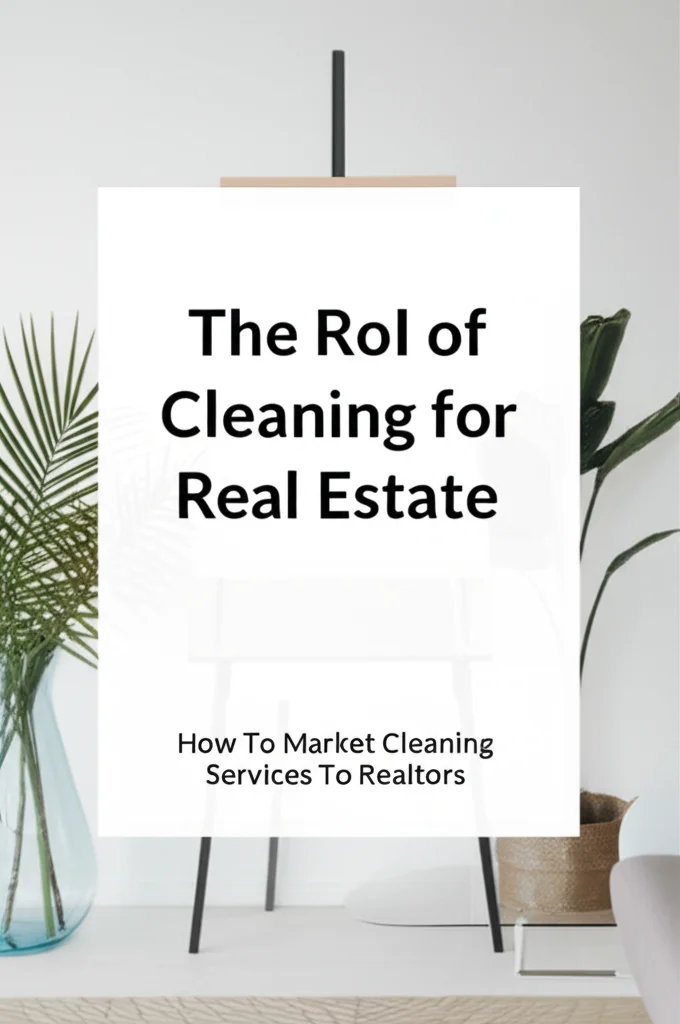 The RoI of
Cleaning for
Real Estate
How To Market Cleaning
Services To Realtors